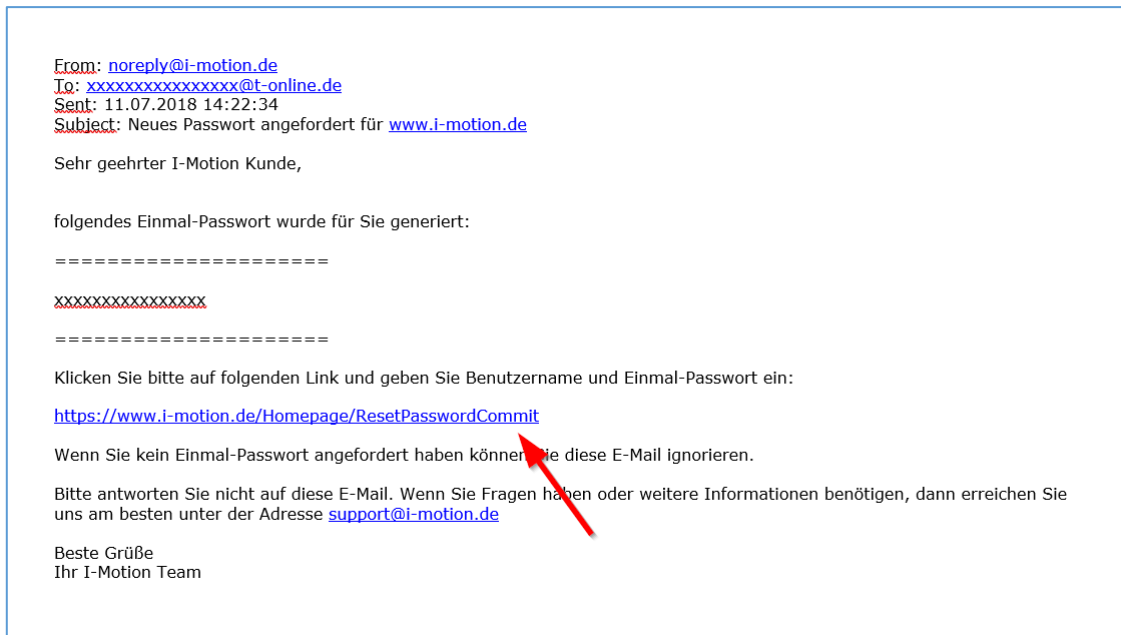 From: noreply@i-motion.de
To: xxxxxxxxxxxxxxxx@t-online.de
Sent: 11.07.2018 14:22:34
Subject: Neues Passwort angefordert für www.i-motion.de
Sehr geehrter I-Motion Kunde,
folgendes Einmal-Passwort wurde für Sie generiert:
=====================
xxxxxxxxxxxxxxxx
=====================
Klicken Sie bitte auf folgenden Link und geben Sie Benutzername und Einmal-Passwort ein:
https://www.i-motion.de/Homepage/ResetPasswordCommit
Wenn Sie kein Einmal-Passwort angefordert haben können Sie diese E-Mail ignorieren.
Bitte antworten Sie nicht auf diese E-Mail. Wenn Sie Fragen haben oder weitere Informationen benötigen, dann erreichen Sie
uns am besten unter der Adresse support@i-motion.de
Beste Grüße
Ihr I-Motion Team